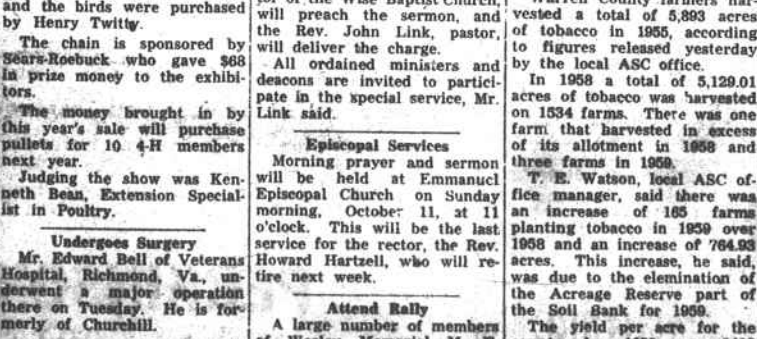 and the birds were purchased
by Henry Twitty.
The chain is sponsored by
Sears-Roebuck who gave $68
in prize money to the exhibi-
tors.
The money brought in by
this year's sale will purchase
pullets for 10 4-H members
next year.
Judging the show was Ken-
neth Bean, Extension Special-
ist in Poultry.
Undergoes Surgery
Mr. Edward Bell of Veterans
Hospital, Richmond, Va., un-
derwent a major operation
there on Tuesday. He is for-
merly of Churchill.
of the Wise Baptist Church,
will preach the sermon, and
the Rev. John Link, pastor,
will deliver the charge.
All ordained ministers and
deacons are invited to partici-
pate in the special service, Mr.
Link said.
Episcopal Services
Morning prayer and sermon
will be held at Emmanucl
Episcopal Church on Sunday
morning, October 11, at 11
o'clock. This will be the last
service for the rector, the Rev.
Howard Hartzell, who will re-
tire next week.
Attend Rally
A large number of members
Warren County farmers har-
vested a total of 5,893 acres
of tobacco in 1955, according
to figures released yesterday
by the local ASC office.
In 1958 a total of 5,129.01
acres of tobacco was harvested
on 1534 farms. There was one
farm that harvested in excess
of its allotment in 1958 and
three farms in 1959.
T. E. Watson, local ASC of-
fice manager, said there was
an increase of 165 farms
planting tobacco in 1959 over
1958 and an increase of 764.93
acres. This increase, he said,
was due to the elemination of
the Acreage Reserve part of
the Soil Bank for 1959.
The yield per acre for the